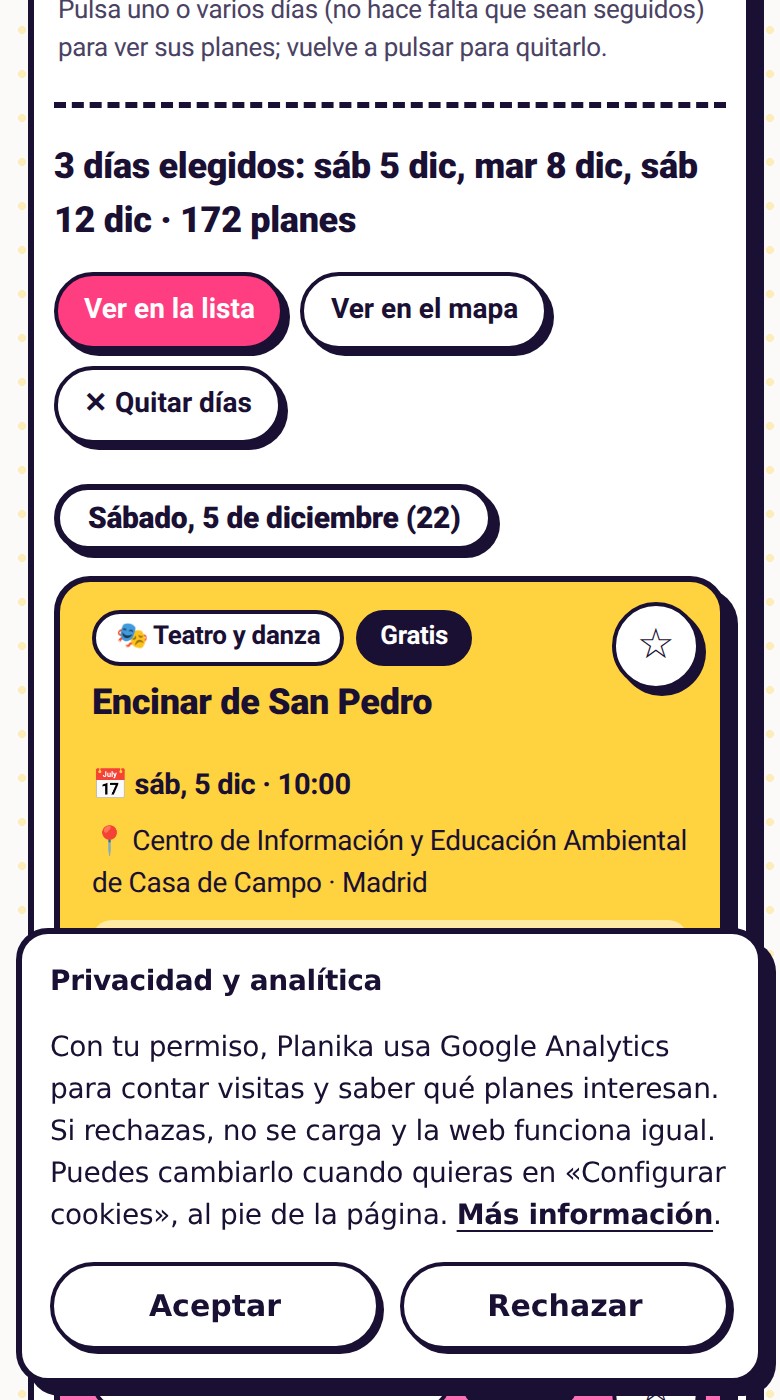 Pulsa uno o varios días (no hace falta que sean seguidos)
para ver sus planes; vuelve a pulsar para quitarlo.
3 días elegidos: sáb 5 dic, mar 8 dic, sáb
12 dic · 172 planes
Ver en la lista
Ver en el mapa
✕ Quitar días
Sábado, 5 de diciembre (22)
🎭 Teatro y danza
Gratis
☆
Encinar de San Pedro
📅 sáb, 5 dic · 10:00
📍 Centro de Información y Educación Ambiental
de Casa de Campo · Madrid
Privacidad y analítica
Con tu permiso, Planika usa Google Analytics
para contar visitas y saber qué planes interesan.
Si rechazas, no se carga y la web funciona igual.
Puedes cambiarlo cuando quieras en «Configurar
cookies», al pie de la página. Más información.
Aceptar
Rechazar